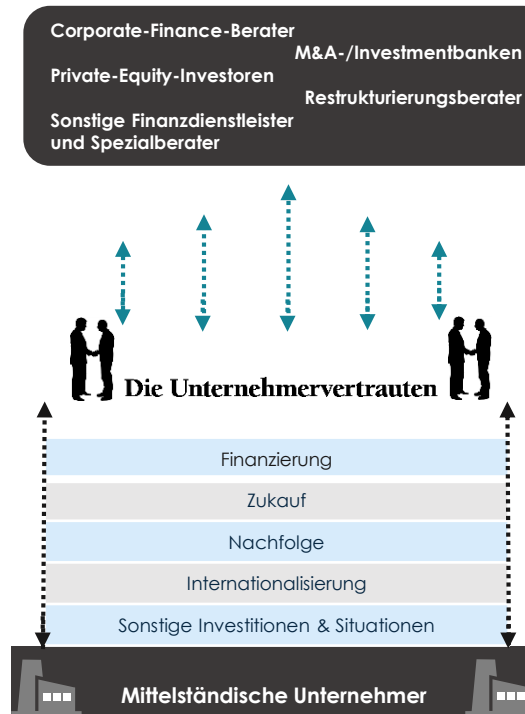 Corporate-Finance-Berater
M&A-/Investmentbanken
Private-Equity-Investoren
Restrukturierungsberater
Sonstige Finanzdienstleister
und Spezialberater
Die Unternehmervertrauten
Finanzierung
Zukauf
Nachfolge
Internationalisierung
Sonstige Investitionen & Situationen
Mittelständische Unternehmer